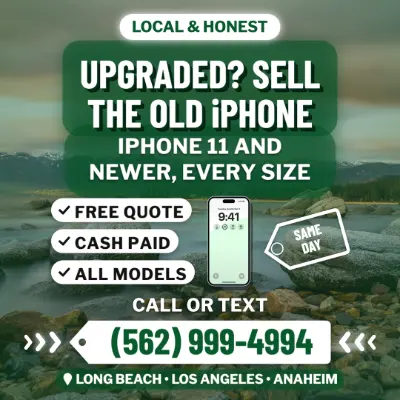 LOCAL & HONEST
UPGRADED? SELL
THE OLD iPHONE
IPHONE 11 AND
NEWER, EVERY SIZE
FREE QUOTE
CASH PAID
ALL MODELS
9:41
SAME
DAY
CALL OR TEXT
(562) 999-4994
LONG BEACH • LOS ANGELES • ANAHEIM